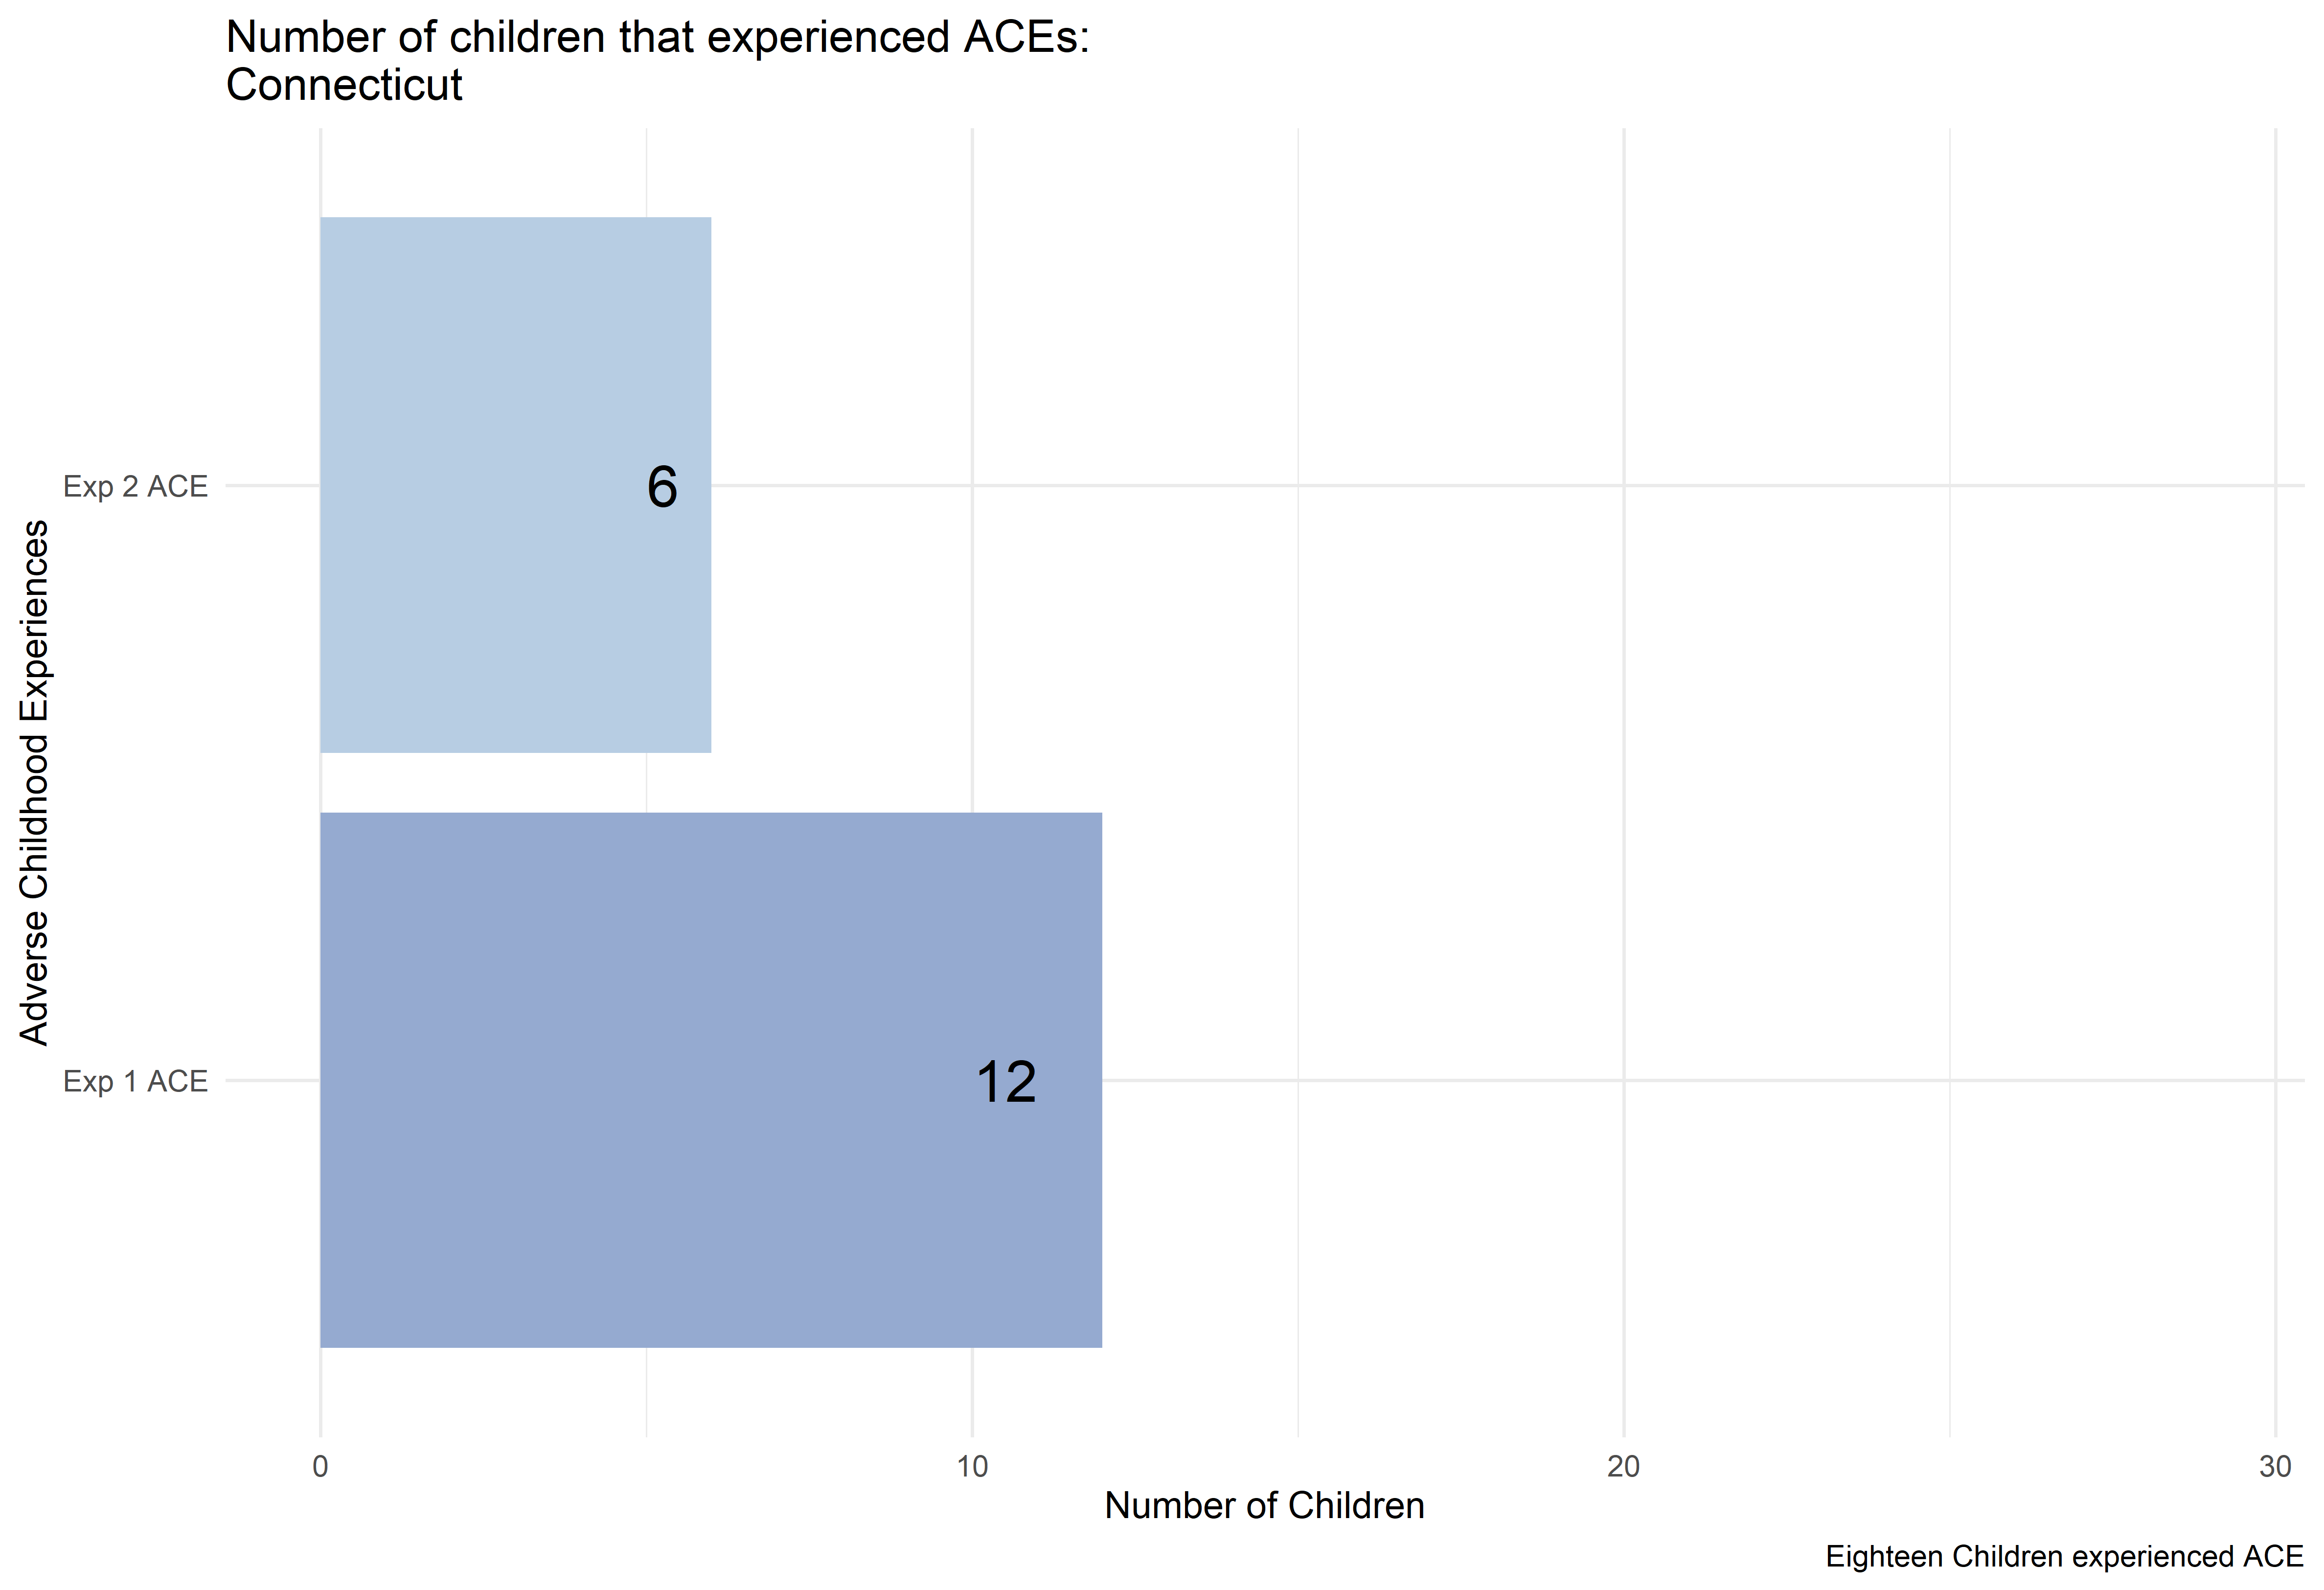 Number of children that experienced ACEs:
Connecticut
Adverse Childhood Experiences
Exp 2 ACE
6
Exp 1 ACE
12
0
10
20
30
Number of Children
Eighteen Children experienced ACE